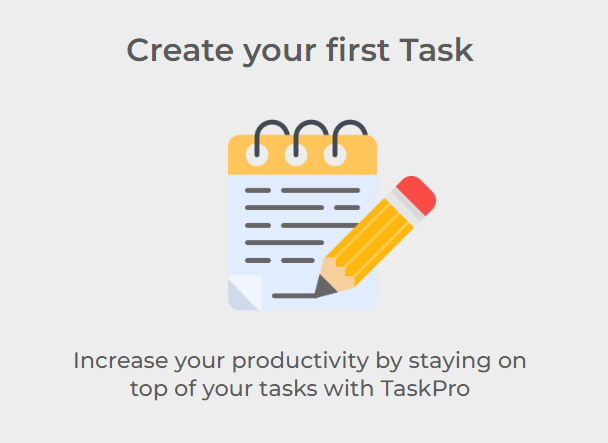 Create your first Task
Increase your productivity by staying on
top of your tasks with TaskPro